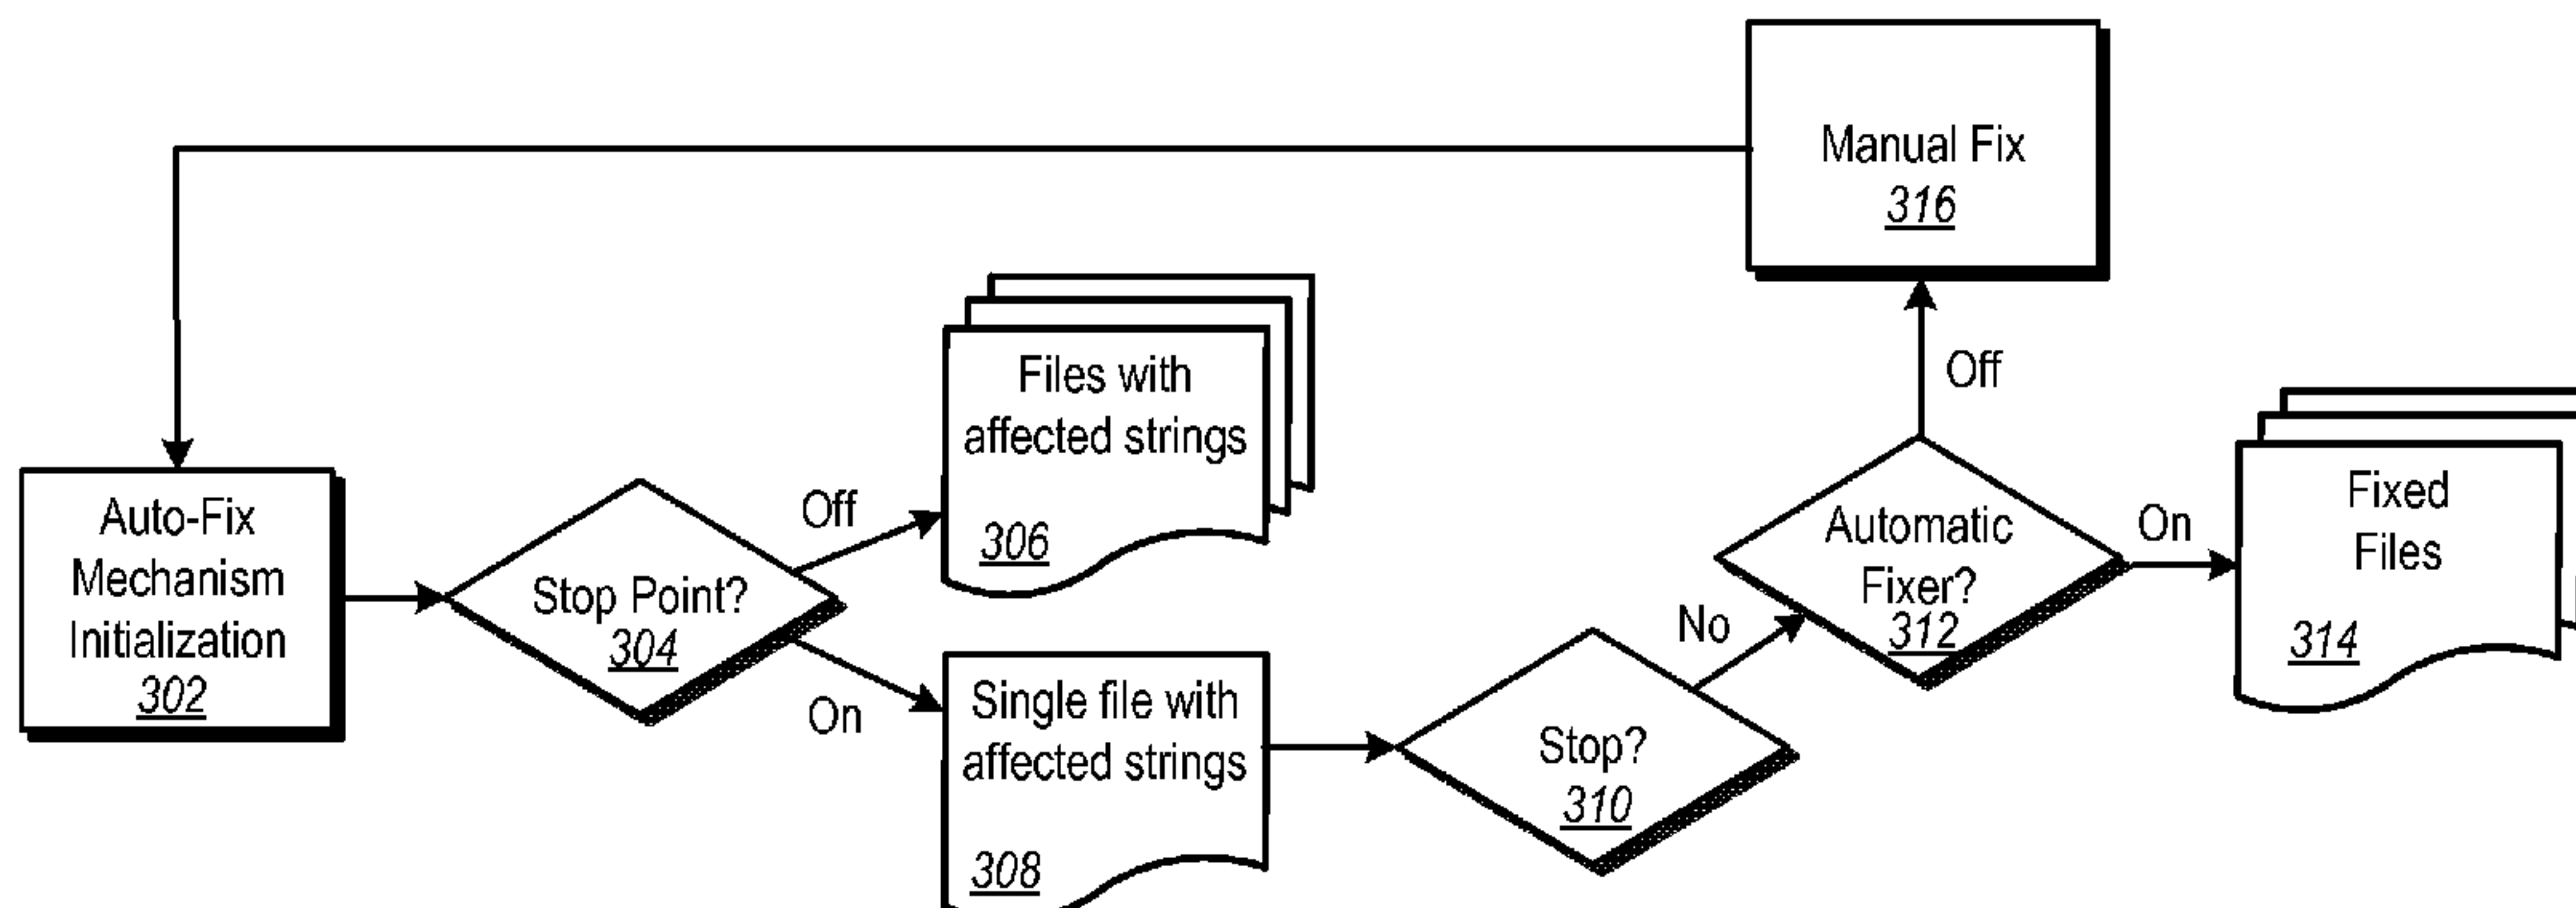 Manual Fix
316
Files with
affected strings
306
Off
Auto-Fix
Mechanism
Initialization
302
Stop Point?
304
Off
On
Single file with
affected strings
308
Stop?
310
No
Automatic
Fixer?
312
On
Fixed
Files
314